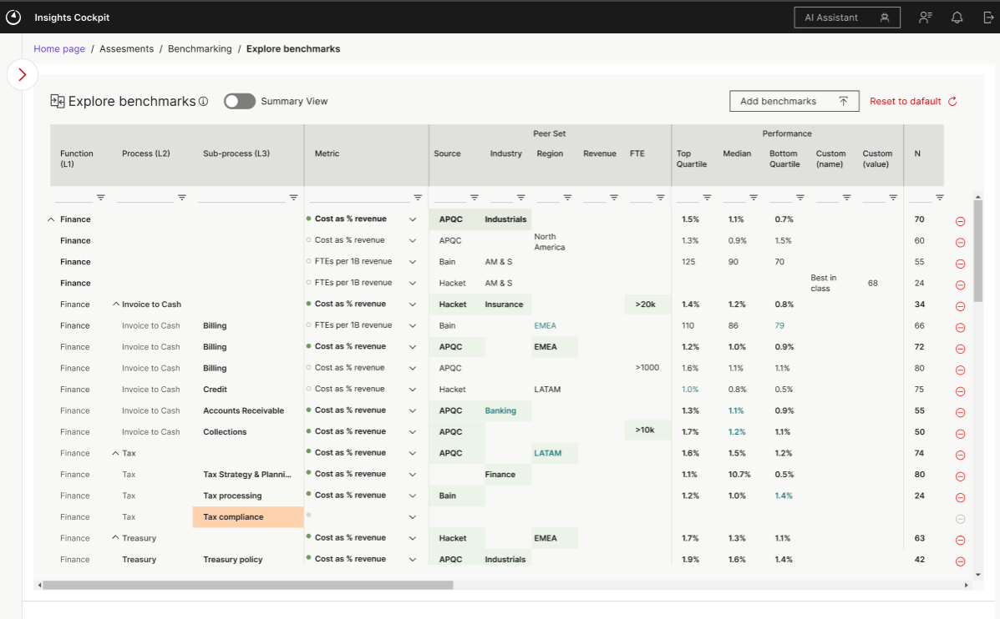 Insights Cockpit
AI Assistant
Home page / Assesments / Benchmarking / Explore benchmarks
Explore benchmarks Summary View Add benchmarks Reset to dafault
Peer Set Performance
Function (L1) Process (L2) Sub-process (L3) Metric Source Industry Region Revenue FTE Top Quartile Median Bottom Quartile Custom (name) Custom (value) N
Finance Cost as % revenue APQC Industrials 1.5% 1.1% 0.7% 70
Finance Cost as % revenue APQC North America 1.3% 0.9% 1.5% 60
Finance FTEs per 1B revenue Bain AM & S 125 90 70 55
Finance FTEs per 1B revenue Hacket AM & S Best in class 68 24
Finance Invoice to Cash Cost as % revenue Hacket Insurance >20k 1.4% 1.2% 0.8% 34
Finance Invoice to Cash Billing FTEs per 1B revenue Bain EMEA 110 86 79 66
Finance Invoice to Cash Billing Cost as % revenue APQC EMEA 1.2% 1.0% 0.9% 72
Finance Invoice to Cash Billing Cost as % revenue APQC >1000 1.6% 1.1% 1.1% 80
Finance Invoice to Cash Credit Cost as % revenue Hacket LATAM 1.0% 0.8% 0.5% 75
Finance Invoice to Cash Accounts Receivable Cost as % revenue APQC Banking 1.3% 1.1% 0.9% 55
Finance Invoice to Cash Collections Cost as % revenue APQC >10k 1.7% 1.2% 1.1% 50
Finance Tax Cost as % revenue APQC LATAM 1.6% 1.5% 1.2% 74
Finance Tax Tax Strategy & Planni... Cost as % revenue Finance 1.1% 10.7% 0.5% 80
Finance Tax Tax processing Cost as % revenue Bain 1.2% 1.0% 1.4% 24
Finance Tax Tax compliance
Finance Treasury Cost as % revenue Hacket EMEA 1.7% 1.3% 1.1% 63
Finance Treasury Treasury policy Cost as % revenue APQC Industrials 1.9% 1.6% 1.4% 42